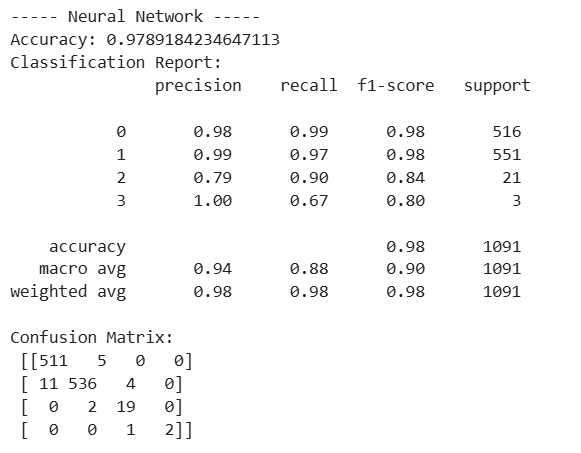 ----- Neural Network -----
Accuracy: 0.9789184234647113
Classification Report:
precision recall f1-score support
0 0.98 0.99 0.98 516
1 0.99 0.97 0.98 551
2 0.79 0.90 0.84 21
3 1.00 0.67 0.80 3
accuracy 0.98 1091
macro avg 0.94 0.88 0.90 1091
weighted avg 0.98 0.98 0.98 1091
Confusion Matrix:
[[511 5 0 0]
[ 11 536 4 0]
[ 0 2 19 0]
[ 0 0 1 2]]